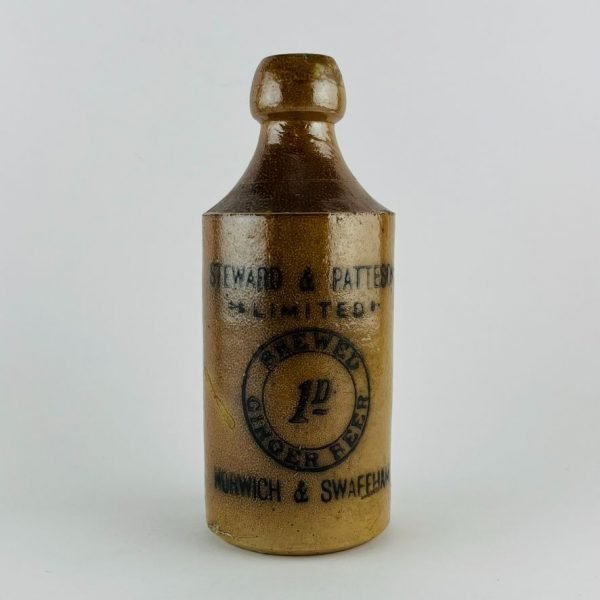 STEWARD & PATTESON
LIMITED
BREWED
1D.
GINGER BEER
NORWICH & SWAFFHAM